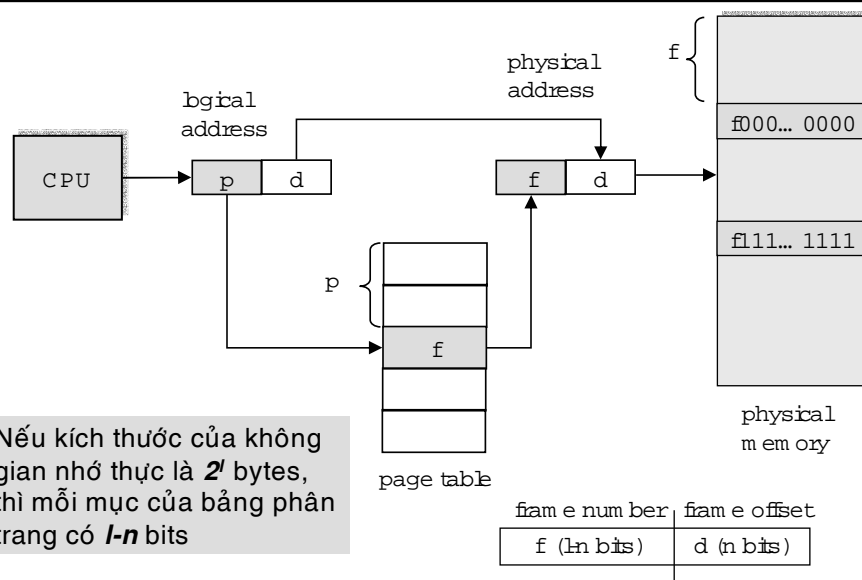 f
physical
address
logical
address
f000... 0000
CPU
p d
f d
f111... 1111
p
f
physical
memory
page table
Nếu kích thước của không
gian nhớ thực là 2^l bytes,
thì mỗi mục của bảng phân
trang có l-n bits
frame number frame offset
f (l-n bits) d (n bits)